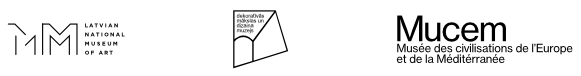 LATVIAN
NATIONAL
MUSEUM
OF ART
dekoratīvās
mākslas un
dizaina
muzejs
Mucem
Musée des civilisations de l'Europe
et de la Méditérranée